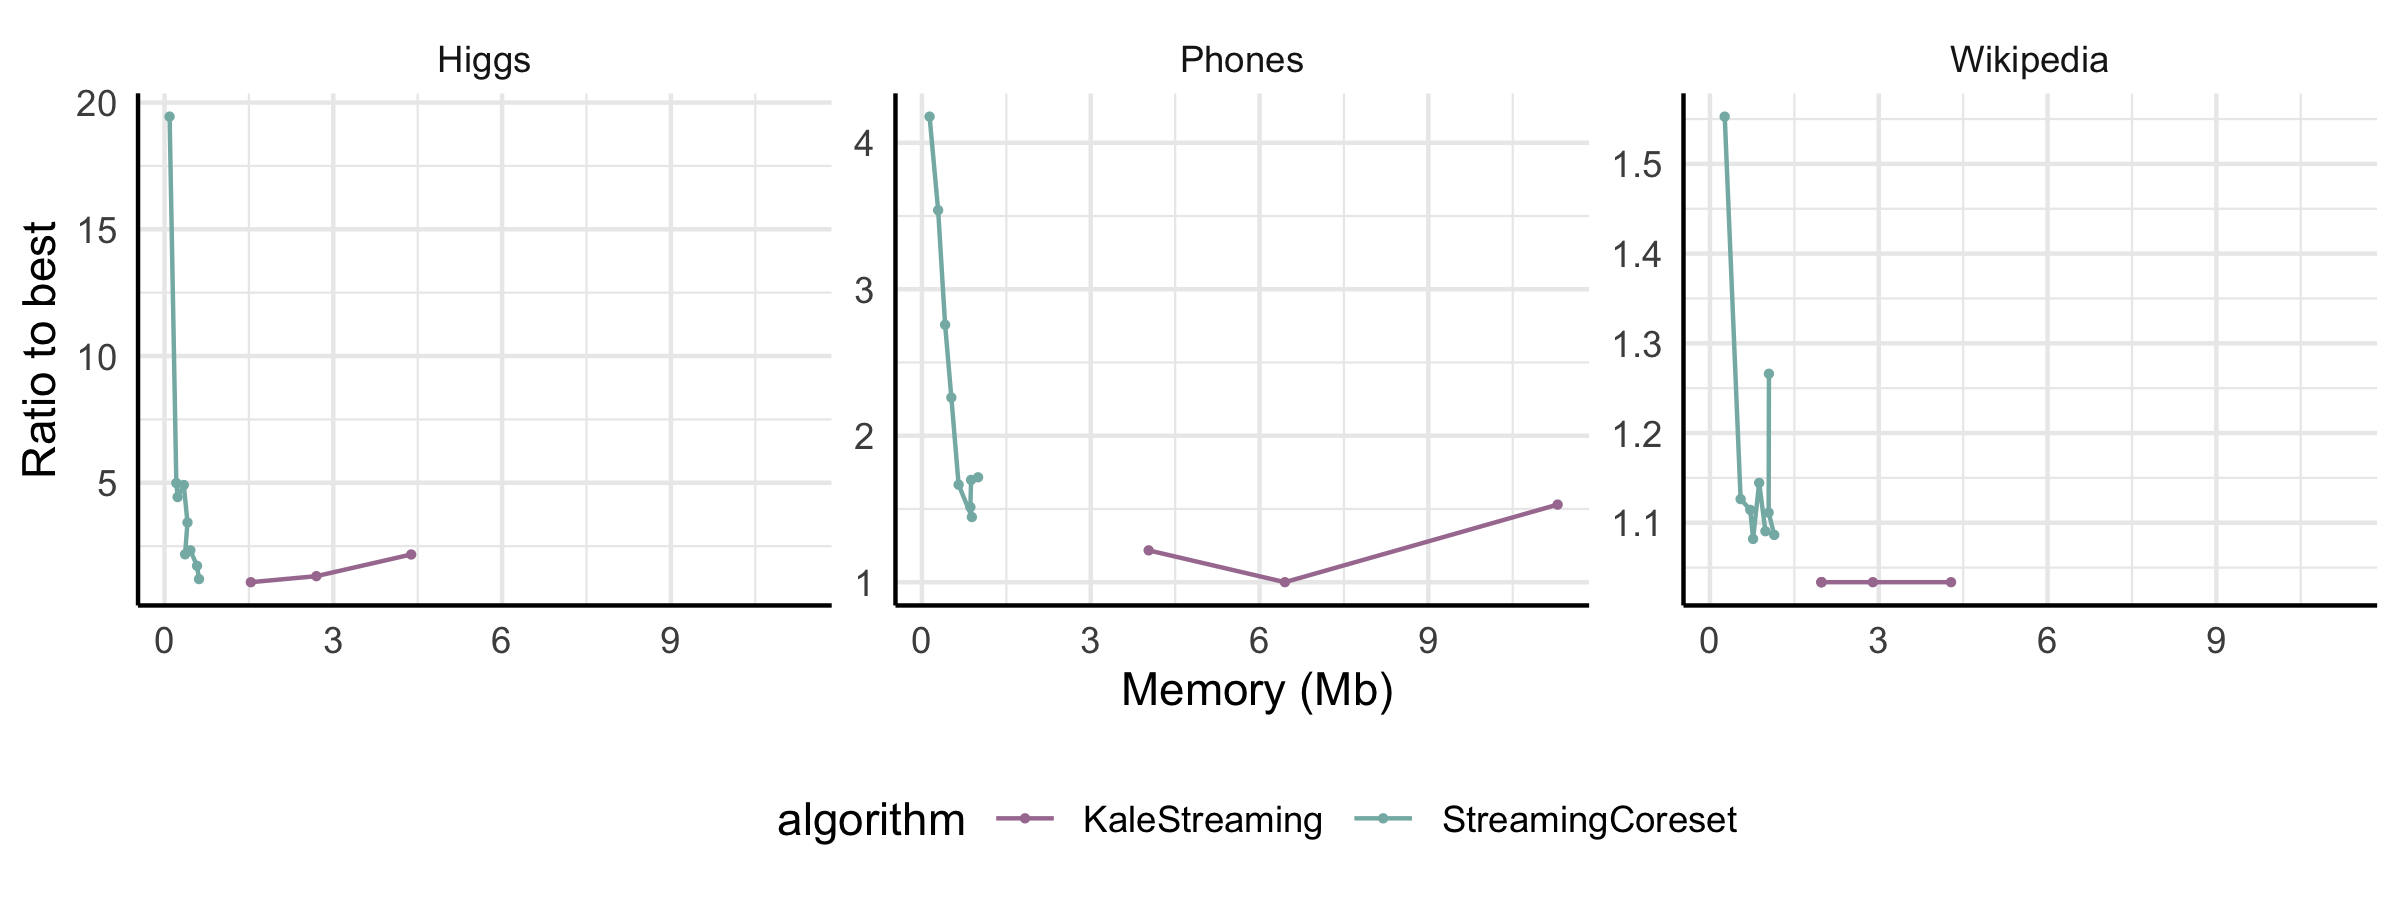 Higgs
Phones
Wikipedia
Ratio to best
20
15
10
5
4
3
2
1
1.5
1.4
1.3
1.2
1.1
0 3 6 9
0 3 6 9
0 3 6 9
Memory (Mb)
algorithm KaleStreaming StreamingCoreset